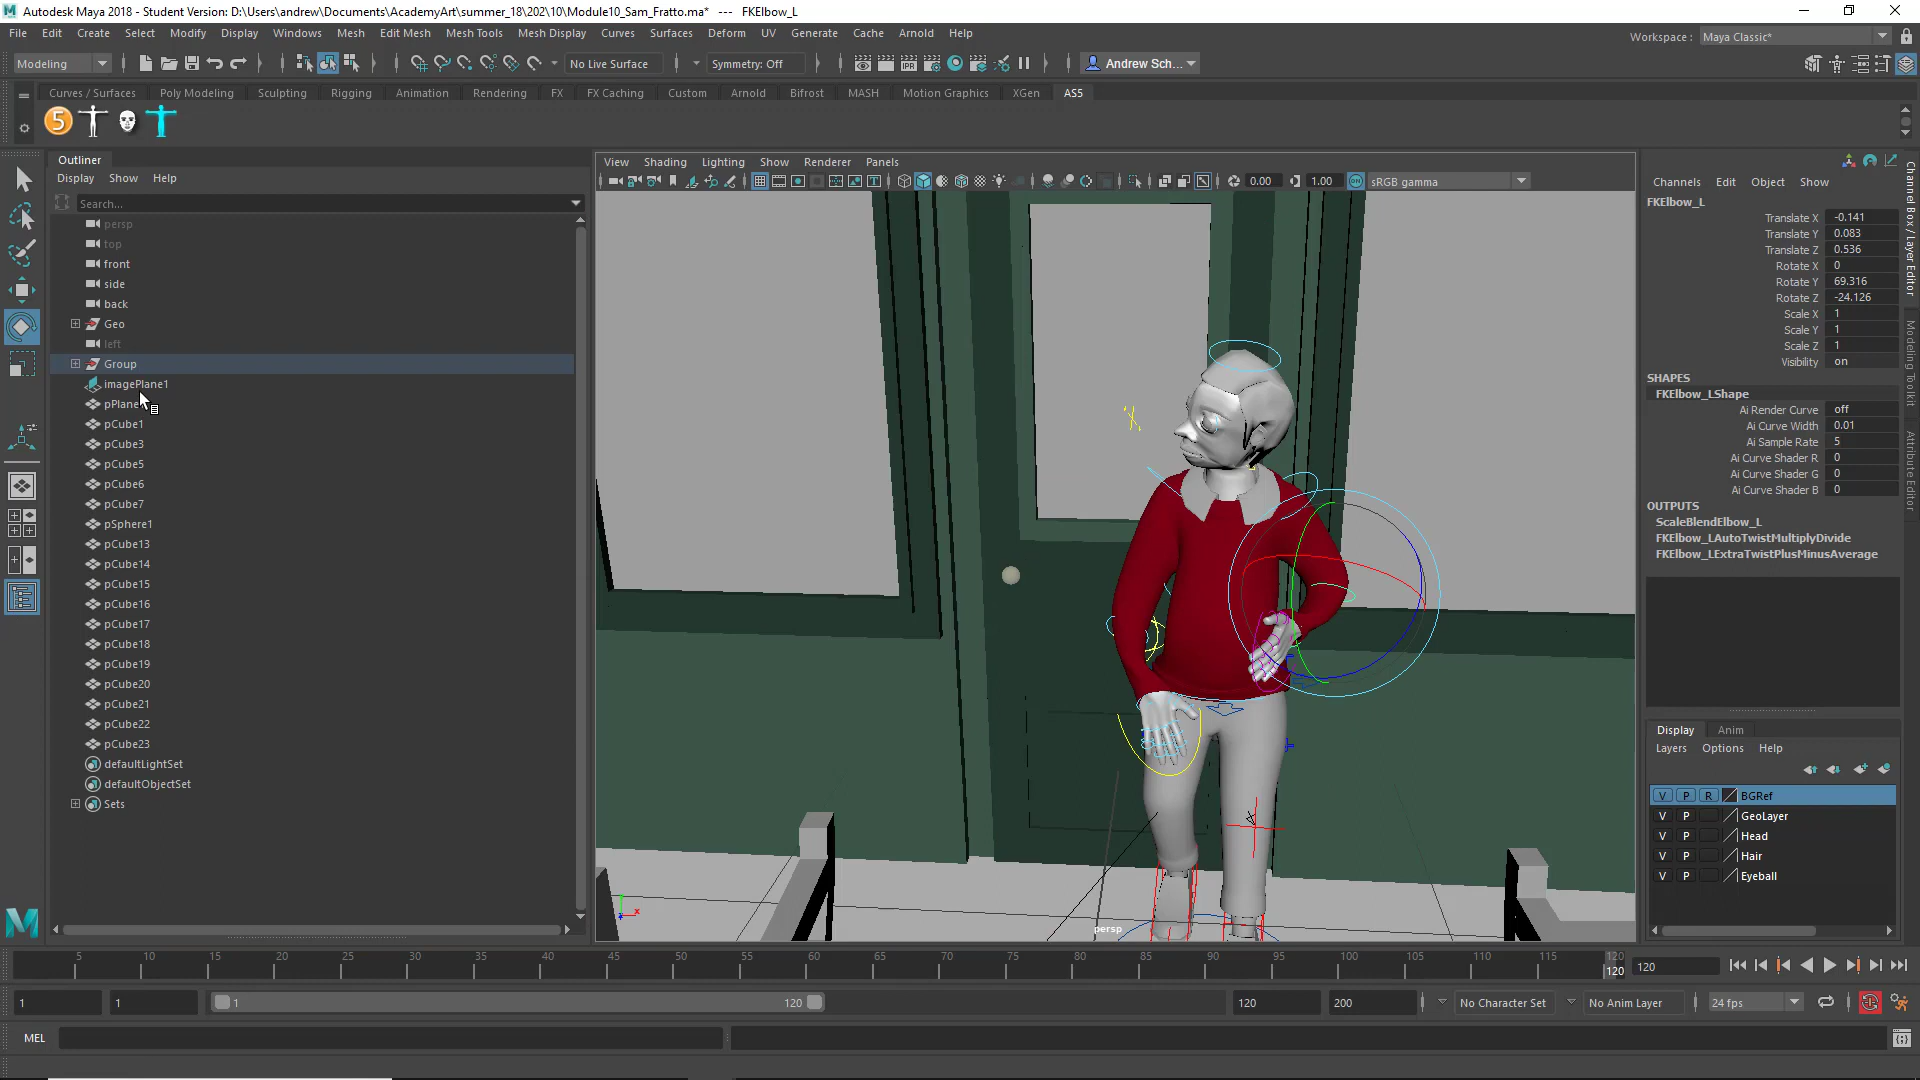 Autodesk Maya 2018 - Student Version: D:\Users\andrew\Documents\AcademyArt\summer_18\202\10\Module10_Sam_Fratto.ma* --- FKElbow_L
File Edit Create Select Modify Display Windows Mesh Edit Mesh Mesh Tools Mesh Display Curves Surfaces Deform UV Generate Cache Arnold Help
Workspace : Maya Classic*
Modeling No Live Surface Symmetry: Off Andrew Sch...
Curves / Surfaces Poly Modeling Sculpting Rigging Animation Rendering FX FX Caching Custom Arnold Bifrost MASH Motion Graphics XGen AS5
5
Outliner
Display Show Help
Search...
persp
top
front
side
back
Geo
left
Group
imagePlane1
pPlane
pCube1
pCube3
pCube5
pCube6
pCube7
pSphere1
pCube13
pCube14
pCube15
pCube16
pCube17
pCube18
pCube19
pCube20
pCube21
pCube22
pCube23
defaultLightSet
defaultObjectSet
Sets
View Shading Lighting Show Renderer Panels
0.00 1.00 sRGB gamma
x
persp
Channels Edit Object Show
FKElbow_L
Translate X -0.141
Translate Y 0.083
Translate Z 0.536
Rotate X 0
Rotate Y 69.316
Rotate Z -24.126
Scale X 1
Scale Y 1
Scale Z 1
Visibility on
SHAPES
FKElbow_LShape
Ai Render Curve off
Ai Curve Width 0.01
Ai Sample Rate 5
Ai Curve Shader R 0
Ai Curve Shader G 0
Ai Curve Shader B 0
OUTPUTS
ScaleBlendElbow_L
FKElbow_LAutoTwistMultiplyDivide
FKElbow_LExtraTwistPlusMinusAverage
Channel Box / Layer Editor
Modeling Toolkit
Attribute Editor
Display Anim
Layers Options Help
V P R BGRef
V P GeoLayer
V P Head
V P Hair
V P Eyeball
5 10 15 20 25 30 35 40 45 50 55 60 65 70 75 80 85 90 95 100 105 110 115 120
120 120
1 1 1 120 120 200 No Character Set No Anim Layer 24 fps
MEL